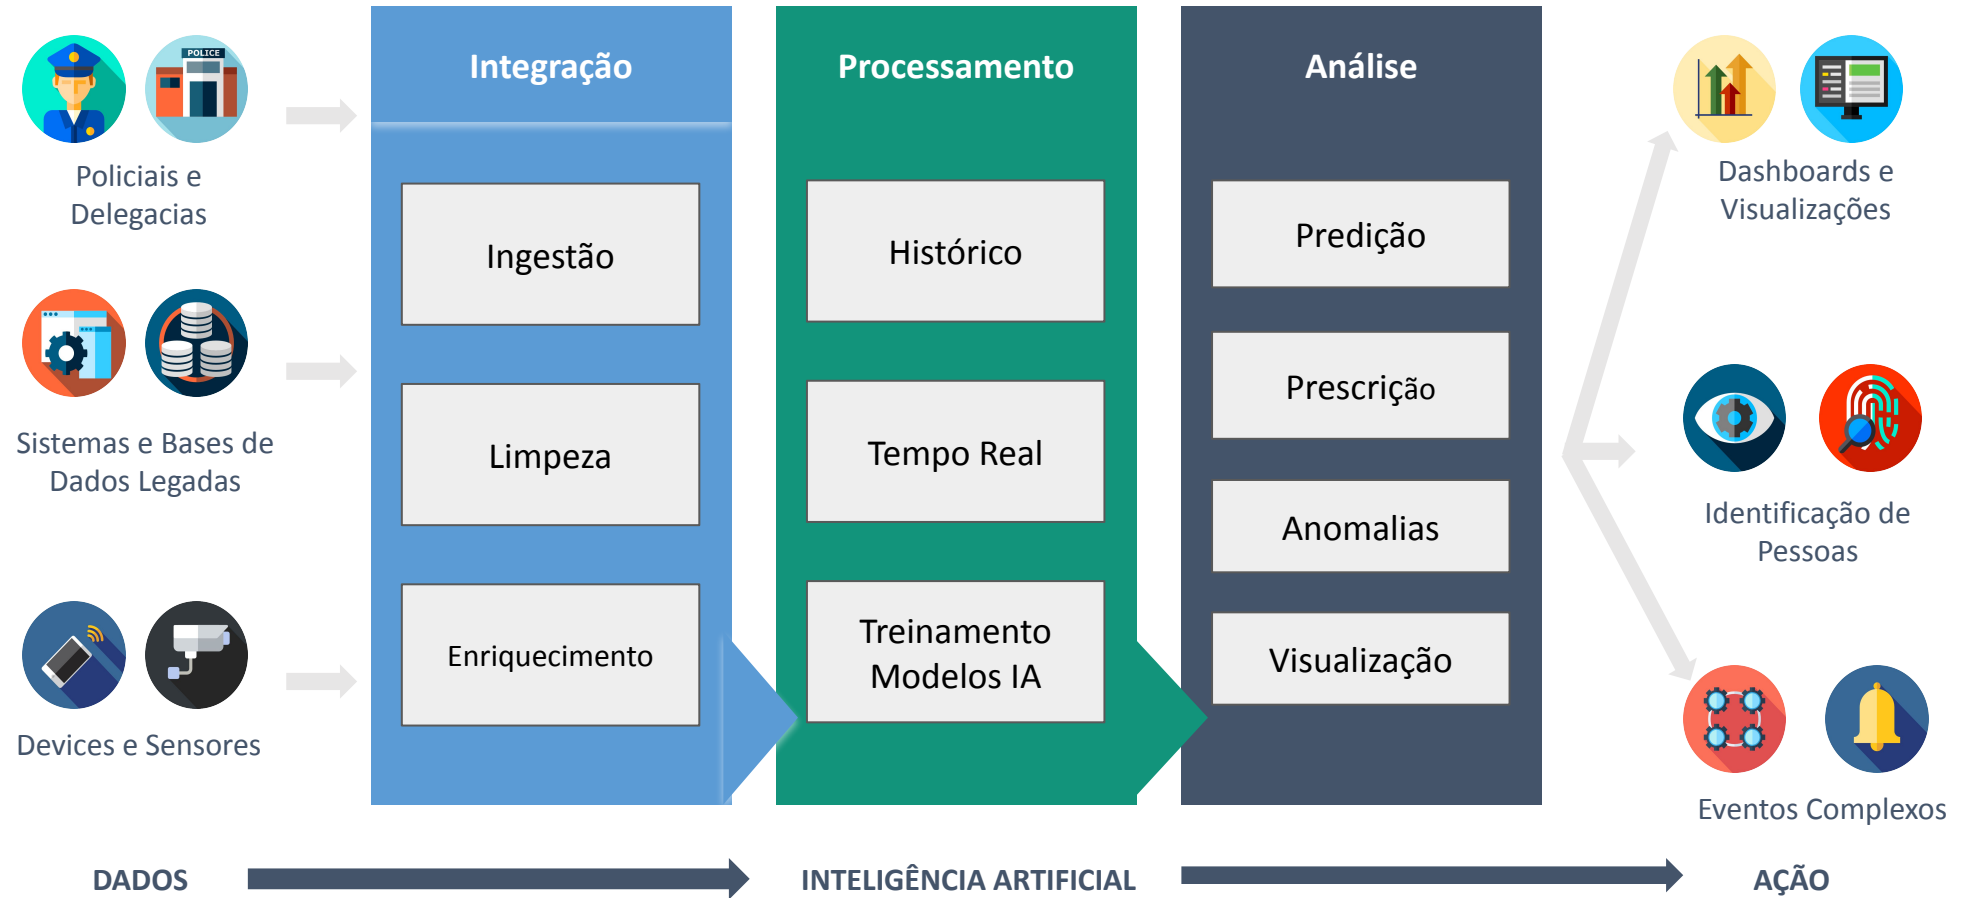 POLICE
Policiais e
Delegacias
Sistemas e Bases de
Dados Legadas
Devices e Sensores
Integração
Ingestão
Limpeza
Enriquecimento
Processamento
Histórico
Tempo Real
Treinamento
Modelos IA
Análise
Predição
Prescrição
Anomalias
Visualização
Dashboards e
Visualizações
Identificação de
Pessoas
Eventos Complexos
DADOS
INTELIGÊNCIA ARTIFICIAL
AÇÃO